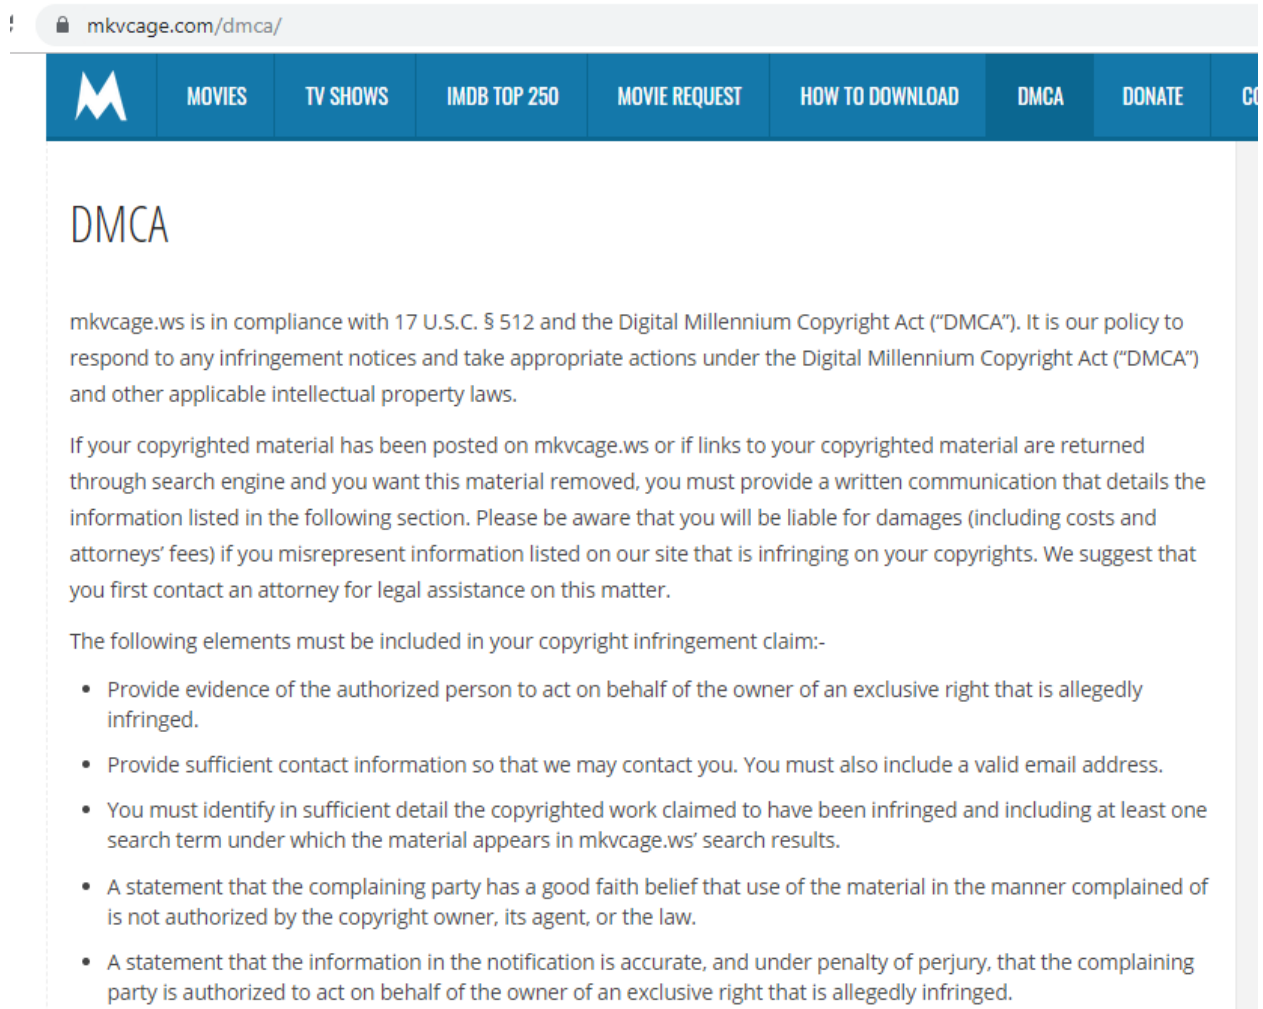 mkvcage.com/dmca/
MOVIES TV SHOWS IMDB TOP 250 MOVIE REQUEST HOW TO DOWNLOAD DMCA DONATE
DMCA
mkvcage.ws is in compliance with 17 U.S.C. § 512 and the Digital Millennium Copyright Act (“DMCA”). It is our policy to
respond to any infringement notices and take appropriate actions under the Digital Millennium Copyright Act (“DMCA”)
and other applicable intellectual property laws.
If your copyrighted material has been posted on mkvcage.ws or if links to your copyrighted material are returned
through search engine and you want this material removed, you must provide a written communication that details the
information listed in the following section. Please be aware that you will be liable for damages (including costs and
attorneys’ fees) if you misrepresent information listed on our site that is infringing on your copyrights. We suggest that
you first contact an attorney for legal assistance on this matter.
The following elements must be included in your copyright infringement claim:-
• Provide evidence of the authorized person to act on behalf of the owner of an exclusive right that is allegedly
infringed.
• Provide sufficient contact information so that we may contact you. You must also include a valid email address.
• You must identify in sufficient detail the copyrighted work claimed to have been infringed and including at least one
search term under which the material appears in mkvcage.ws’ search results.
• A statement that the complaining party has a good faith belief that use of the material in the manner complained of
is not authorized by the copyright owner, its agent, or the law.
• A statement that the information in the notification is accurate, and under penalty of perjury, that the complaining
party is authorized to act on behalf of the owner of an exclusive right that is allegedly infringed.